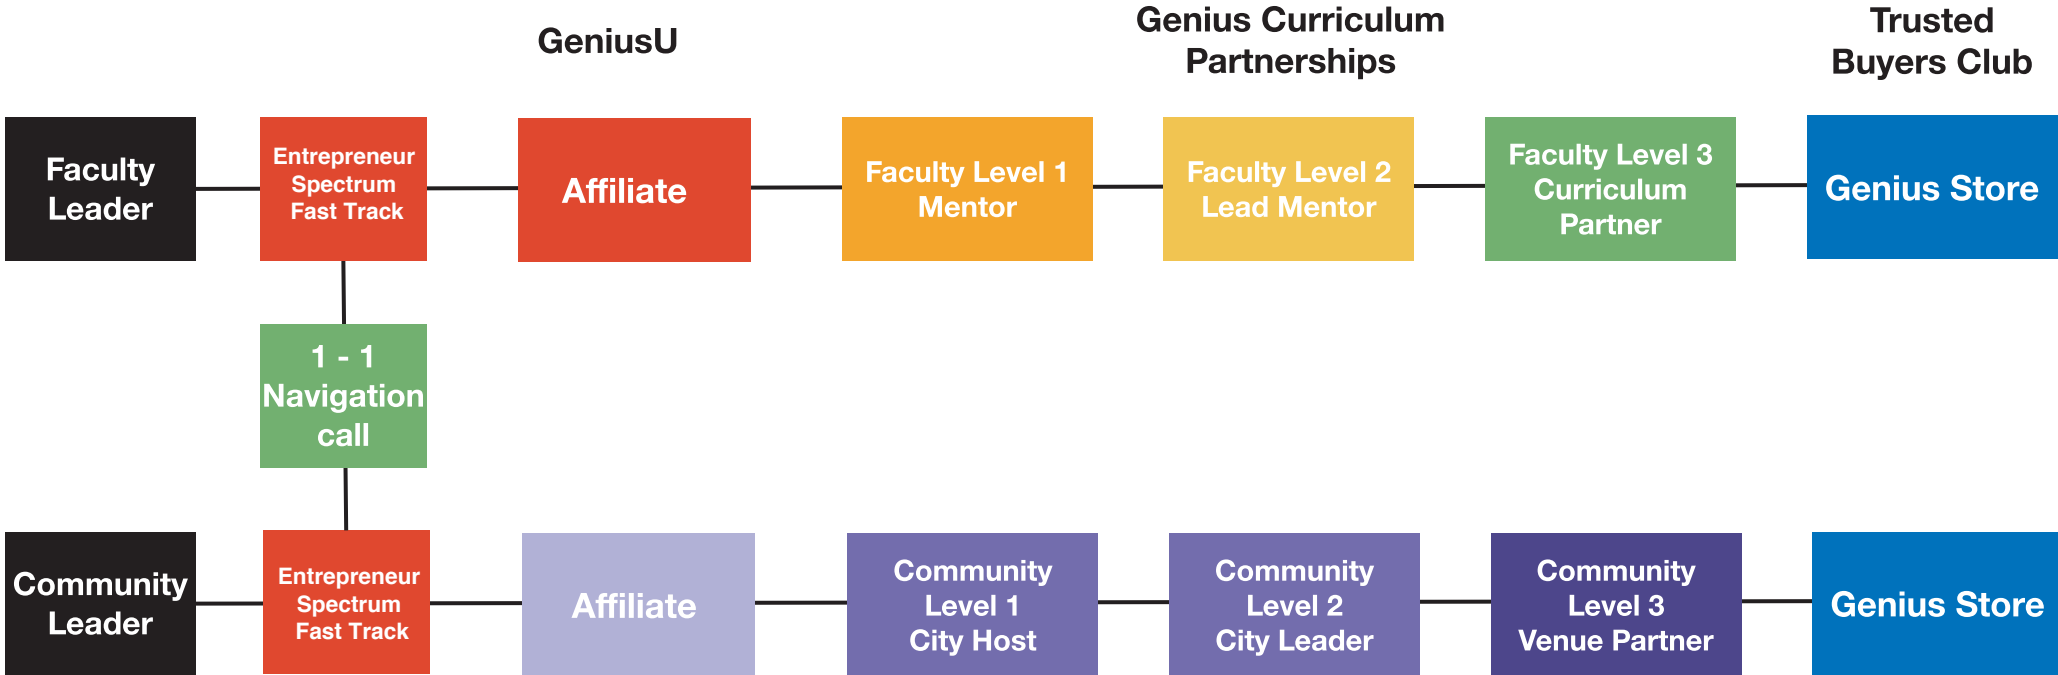 GeniusU
Genius Curriculum
Partnerships
Trusted
Buyers Club
Faculty
Leader
Entrepreneur
Spectrum
Fast Track
Affiliate
Faculty Level 1
Mentor
Faculty Level 2
Lead Mentor
Faculty Level 3
Curriculum
Partner
Genius Store
1 - 1
Navigation
call
Community
Leader
Entrepreneur
Spectrum
Fast Track
Affiliate
Community
Level 1
City Host
Community
Level 2
City Leader
Community
Level 3
Venue Partner
Genius Store